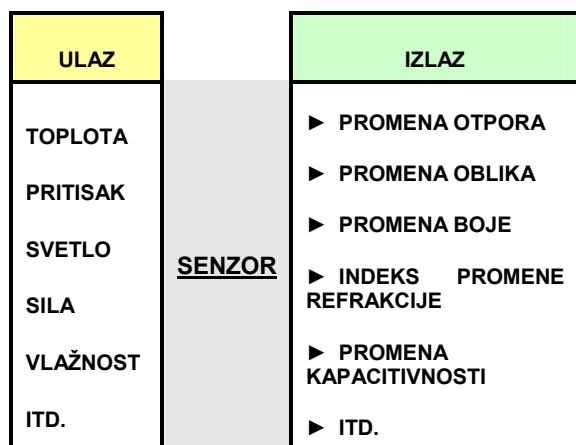 ULAZ
IZLAZ
TOPLOTA
PRITISAK
SVETLO
SILA
VLAŽNOST
ITD.
SENZOR
► PROMENA OTPORA
► PROMENA OBLIKA
► PROMENA BOJE
► INDEKS PROMENE
REFRAKCIJE
► PROMENA
KAPACITIVNOSTI
► ITD.